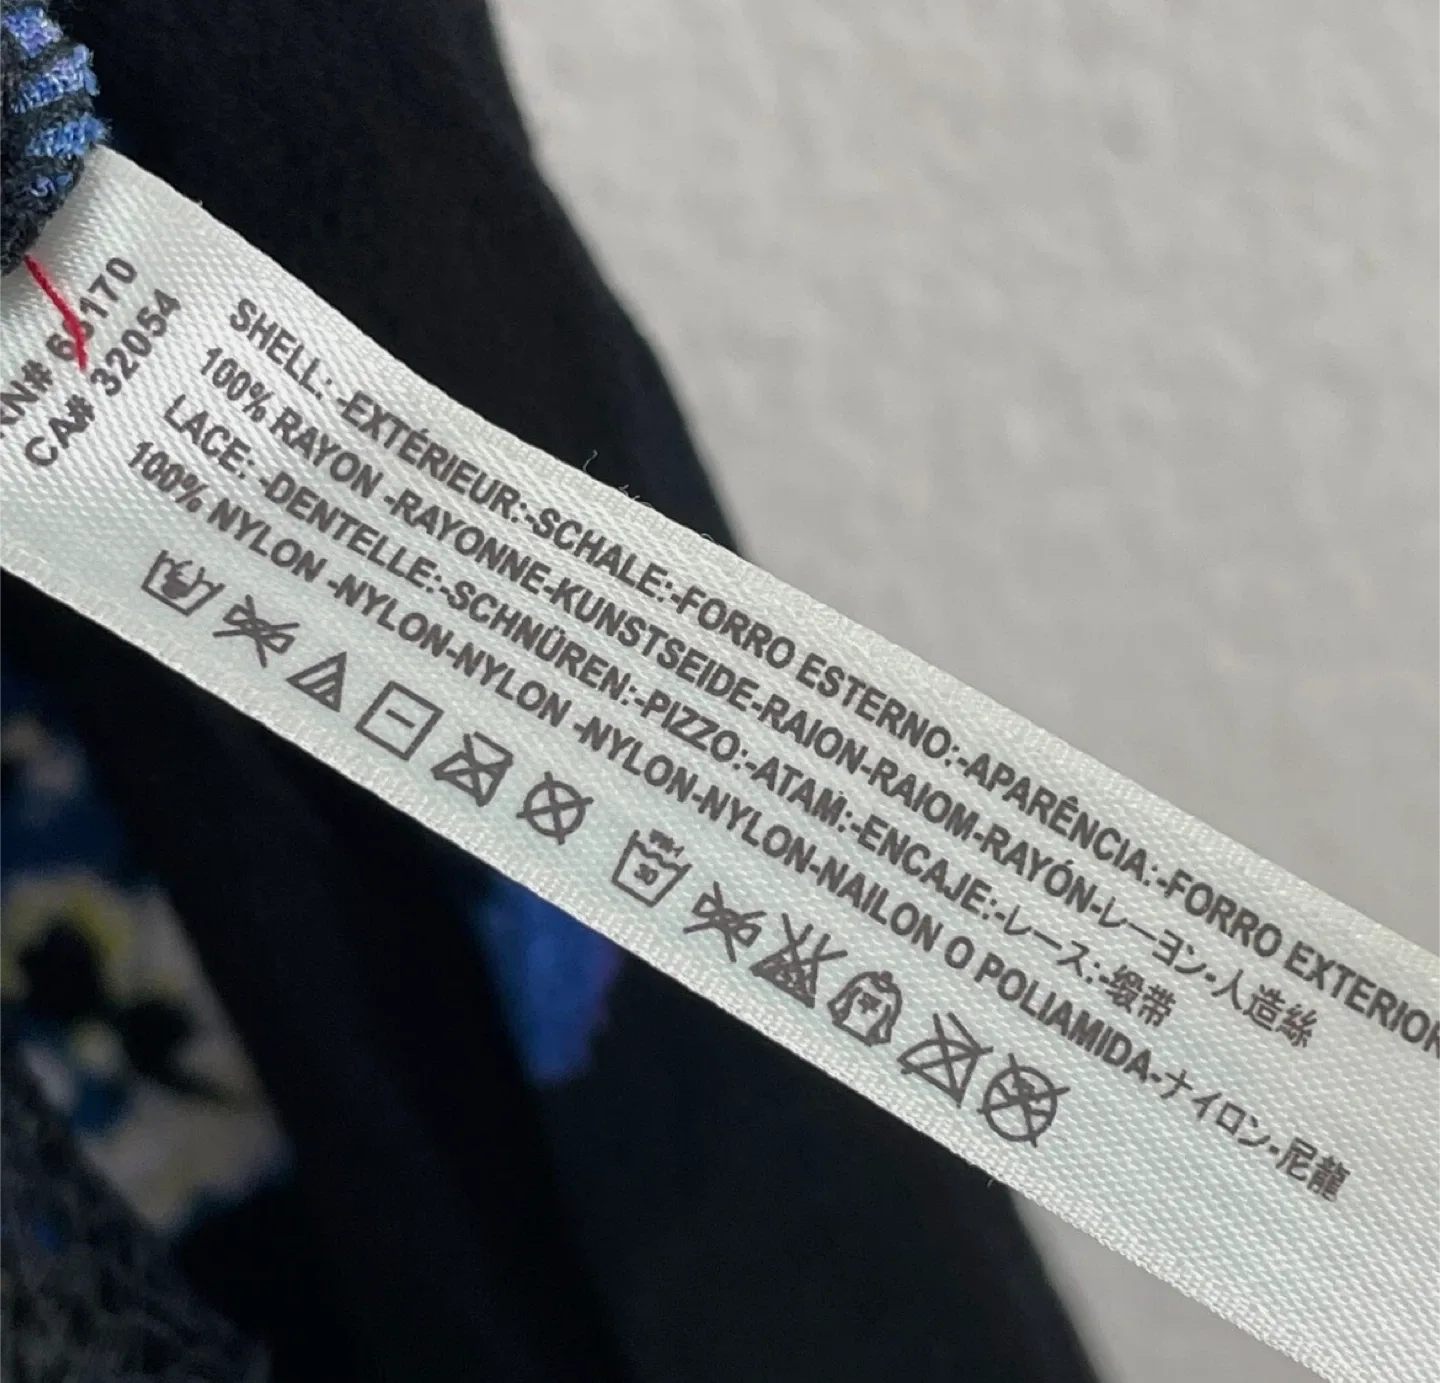 CA# 32054
SHELL: -EXTÉRIEUR:-SCHALE:-FORRO ESTERNO:-APARÊNCIA:-FORRO EXTERIOR
100% RAYON -RAYONNE-KUNSTSEIDE-RAION-RAIOM-RAYÓN-レーヨン-人造絲
LACE: -DENTELLE:-SCHNÜREN:-PIZZO:-ATAM:-ENCAJE:-レース:-緞帶
100% NYLON -NYLON-NYLON -NYLON-NYLON-NAILON O POLIAMIDA-ナイロン-尼龍
30